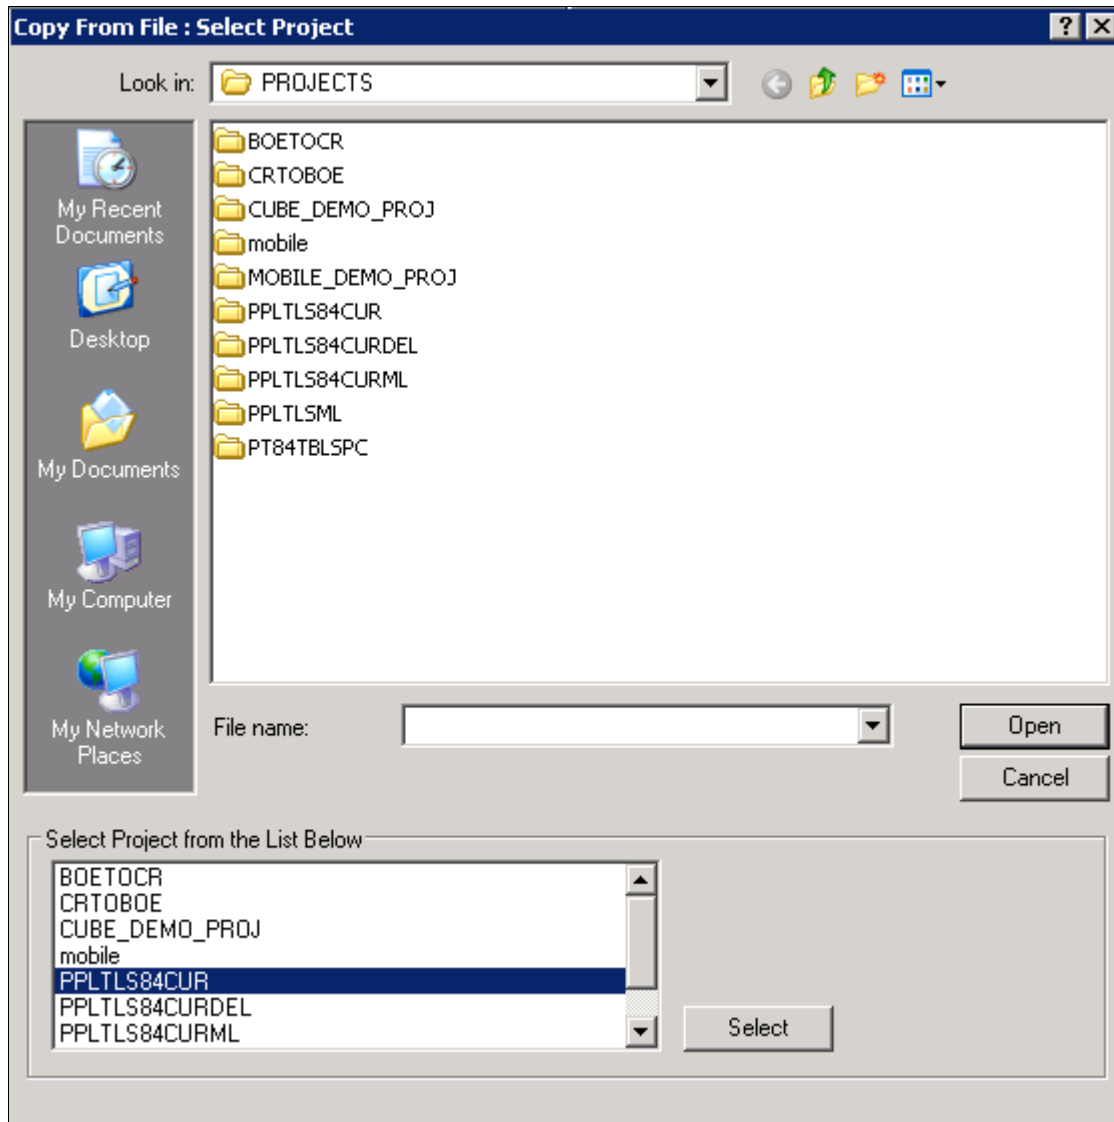 Copy From File : Select Project
Look in:
PROJECTS
My Recent
Documents
Desktop
My Documents
My Computer
My Network
Places
BOETOCR
CRTOBOE
CUBE_DEMO_PROJ
mobile
MOBILE_DEMO_PROJ
PPLTLS84CUR
PPLTLS84CURDEL
PPLTLS84CURML
PPLTLSML
PT84TBLSPC
File name:
Open
Cancel
Select Project from the List Below
BOETOCR
CRTOBOE
CUBE_DEMO_PROJ
mobile
PPLTLS84CUR
PPLTLS84CURDEL
PPLTLS84CURML
Select